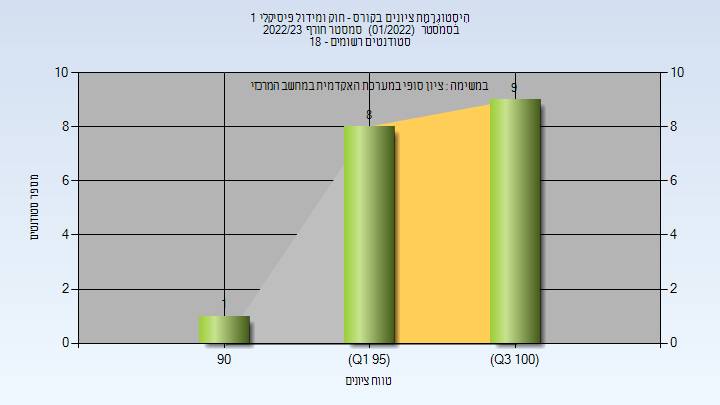 היסטוגרמת ציונים בקורס - חוק ומידול פיסיקלי 1
בסמסטר (01/2022) סמסטר חורף 2022/23
סטודנטים רשומים - 18
במשימה : ציון סופי במערכת האקדמית במחשב המרכזי
10 10
8 8
6 6
4 4
2 2
0 0
1
8
9
מספר סטודנטים
90 (Q1 95) (Q3 100)
טווח ציונים